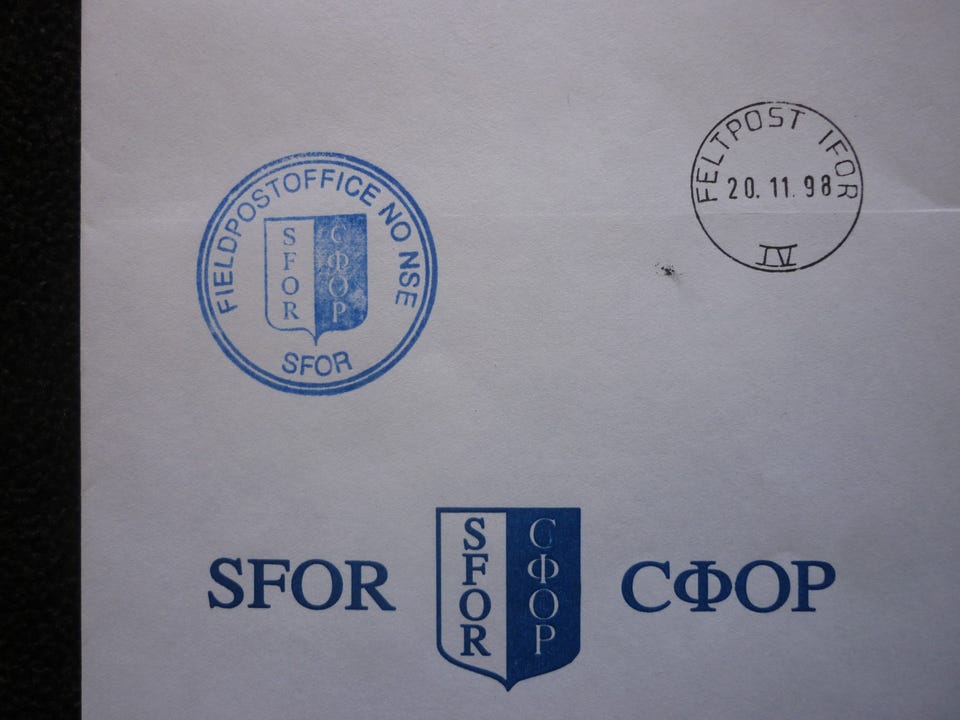 FIELDPOSTOFFICE NO NSE
SFOR СФОР
SFOR
FELTPOST IFOR
20.11.98
IV
SFOR
SFOR СФОР
СФОР